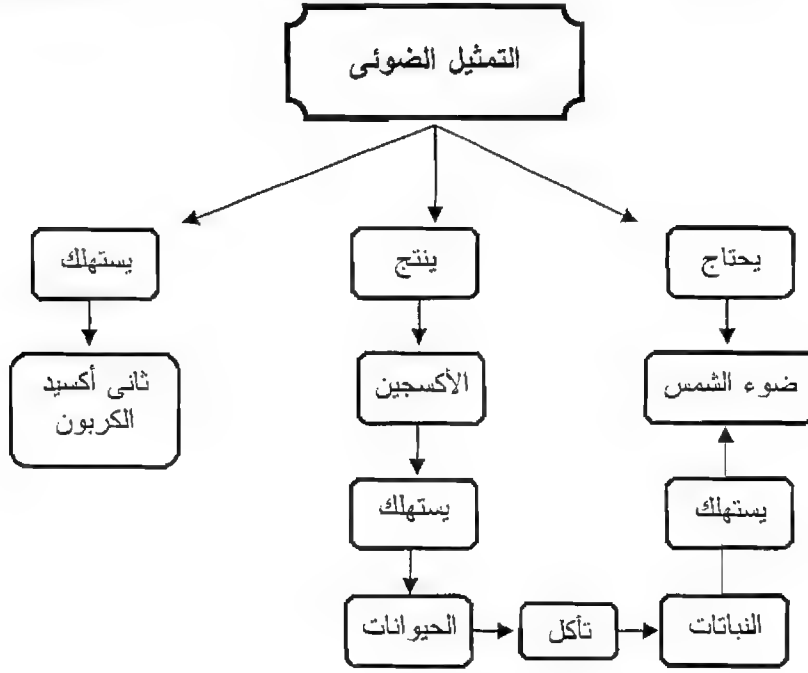 التمثيل الضوئى
يحتاج
ينتج
يستهلك
ضوء الشمس
الأكسجين
ثانى أكسيد
الكربون
يستهلك
يستهلك
النباتات
تأكل
الحيوانات